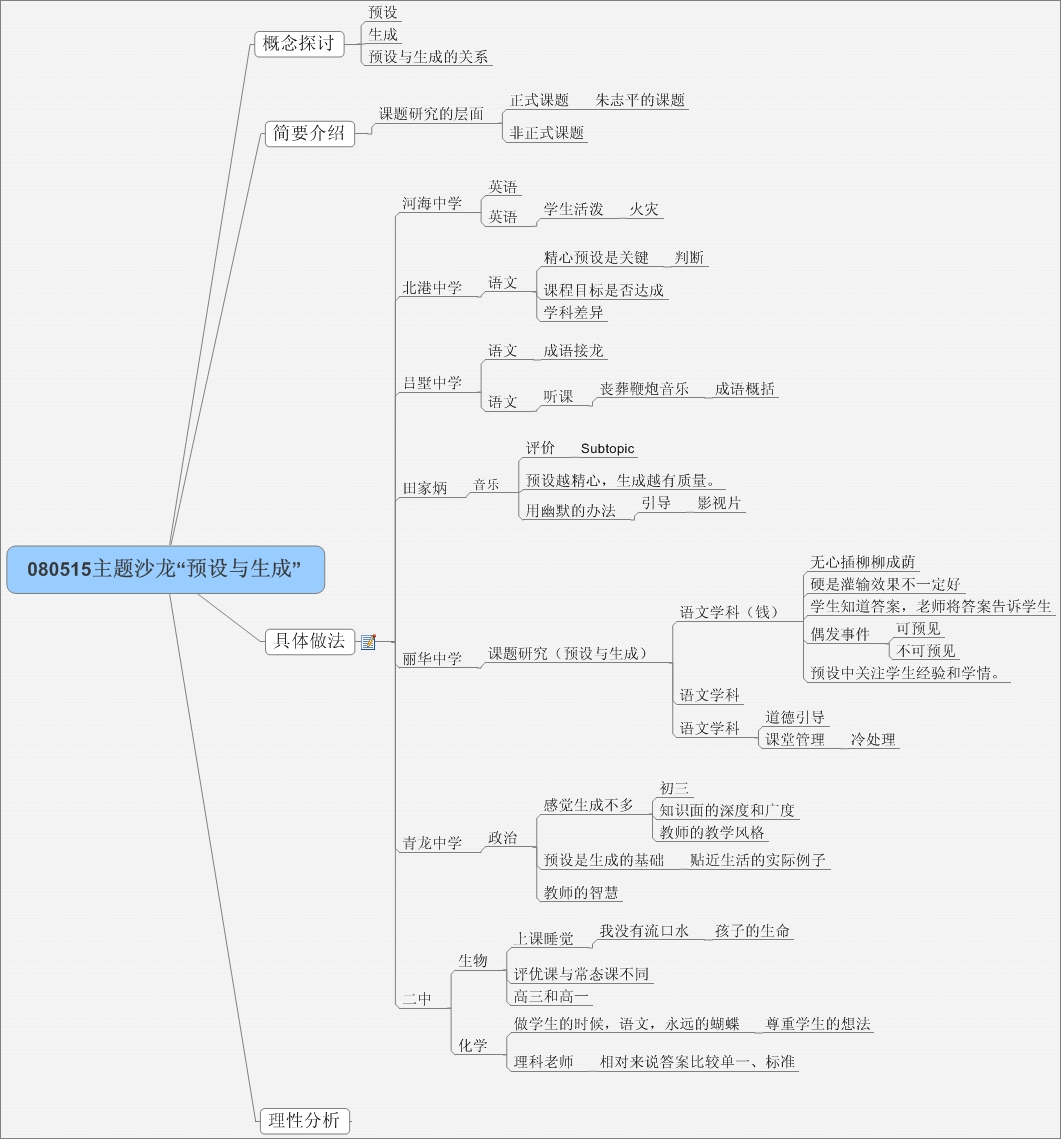 概念探讨
预设
生成
预设与生成的关系
简要介绍
课题研究的层面
正式课题
朱志平的课题
非正式课题
080515主题沙龙“预设与生成”
具体做法
河海中学
英语
英语
学生活泼
火灾
北港中学
语文
精心预设是关键
判断
课程目标是否达成
学科差异
吕墅中学
语文
成语接龙
语文
听课
丧葬鞭炮音乐
成语概括
田家炳
音乐
评价
Subtopic
预设越精心，生成越有质量。
用幽默的办法
引导
影视片
丽华中学
课题研究（预设与生成）
语文学科（钱）
无心插柳柳成荫
硬是灌输效果不一定好
学生知道答案，老师将答案告诉学生
偶发事件
可预见
不可预见
预设中关注学生经验和学情。
语文学科
语文学科
道德引导
课堂管理
冷处理
青龙中学
政治
感觉生成不多
初三
知识面的深度和广度
教师的教学风格
预设是生成的基础
贴近生活的实际例子
教师的智慧
二中
生物
上课睡觉
我没有流口水
孩子的生命
评优课与常态课不同
高三和高一
化学
做学生的时候，语文，永远的蝴蝶
尊重学生的想法
理科老师
相对来说答案比较单一、标准
理性分析